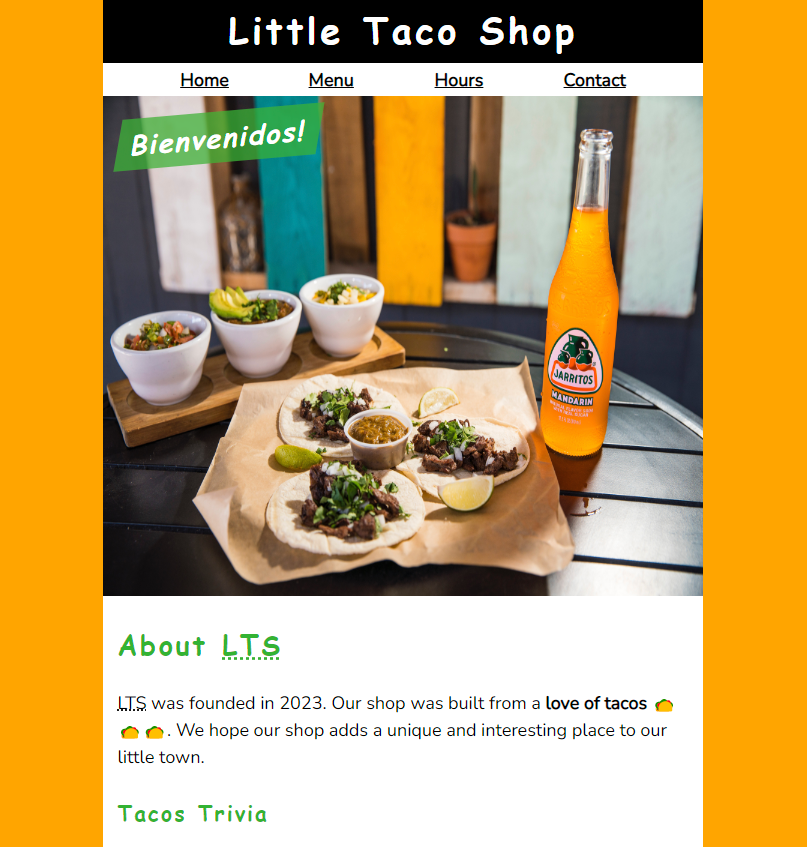 Little Taco Shop
Home Menu Hours Contact
Bienvenidos!
JARRITOS
MANDARIN
About LTS
LTS was founded in 2023. Our shop was built from a love of tacos 🌮
🌮 🌮. We hope our shop adds a unique and interesting place to our
little town.
Tacos Trivia